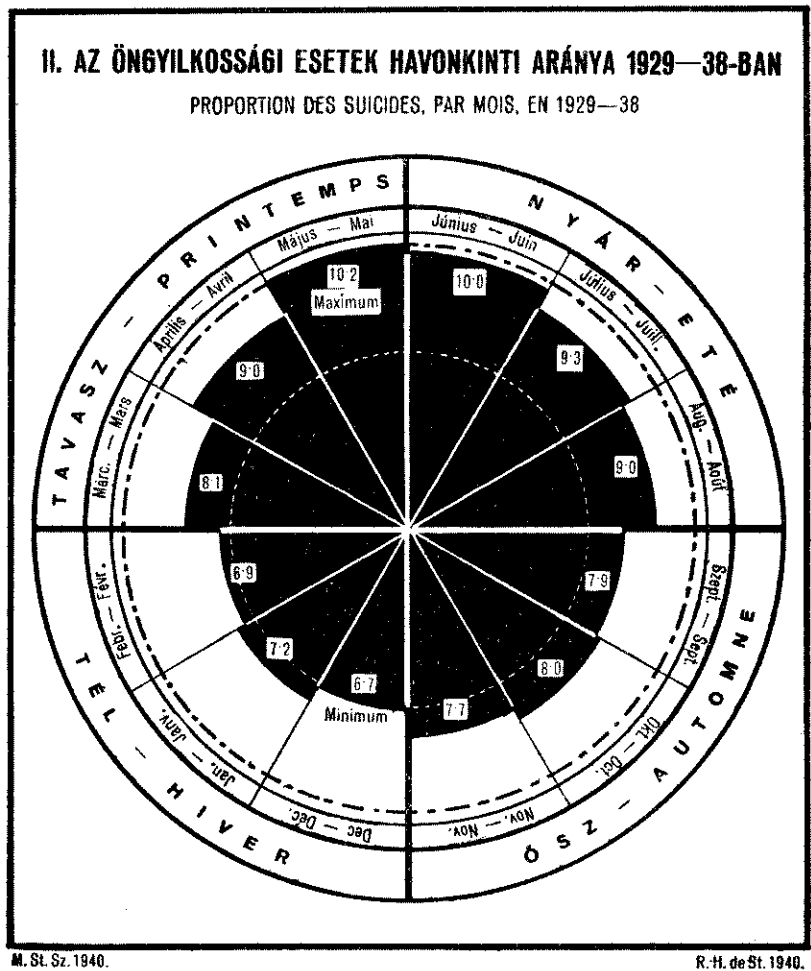 II. AZ ÖNGYILKOSSÁGI ESETEK HAVONKINTI ARÁNYA 1929—38-BAN
PROPORTION DES SUICIDES, PAR MOIS, EN 1929—38
TAVASZ - PRINTEMPS
NYÁR - ETÉ
Május — Mai
Június — Juin
Április — Avril
Július — Juill.
Márc. — Mars
Aug. — Août
10·2
Maximum
10·0
9·0
9·3
8·1
9·0
6·9
7·9
7·2
8·0
6·7
Minimum
7·7
Febr. — Févr.
Szept. — Sept.
Jan. — Janv.
Okt. — Oct.
Dec — Déc.
Nov. — Nov.
TÉL - HIVER
ŐSZ - AUTOMNE
M. St. Sz. 1940.
R.-H. de St. 1940.